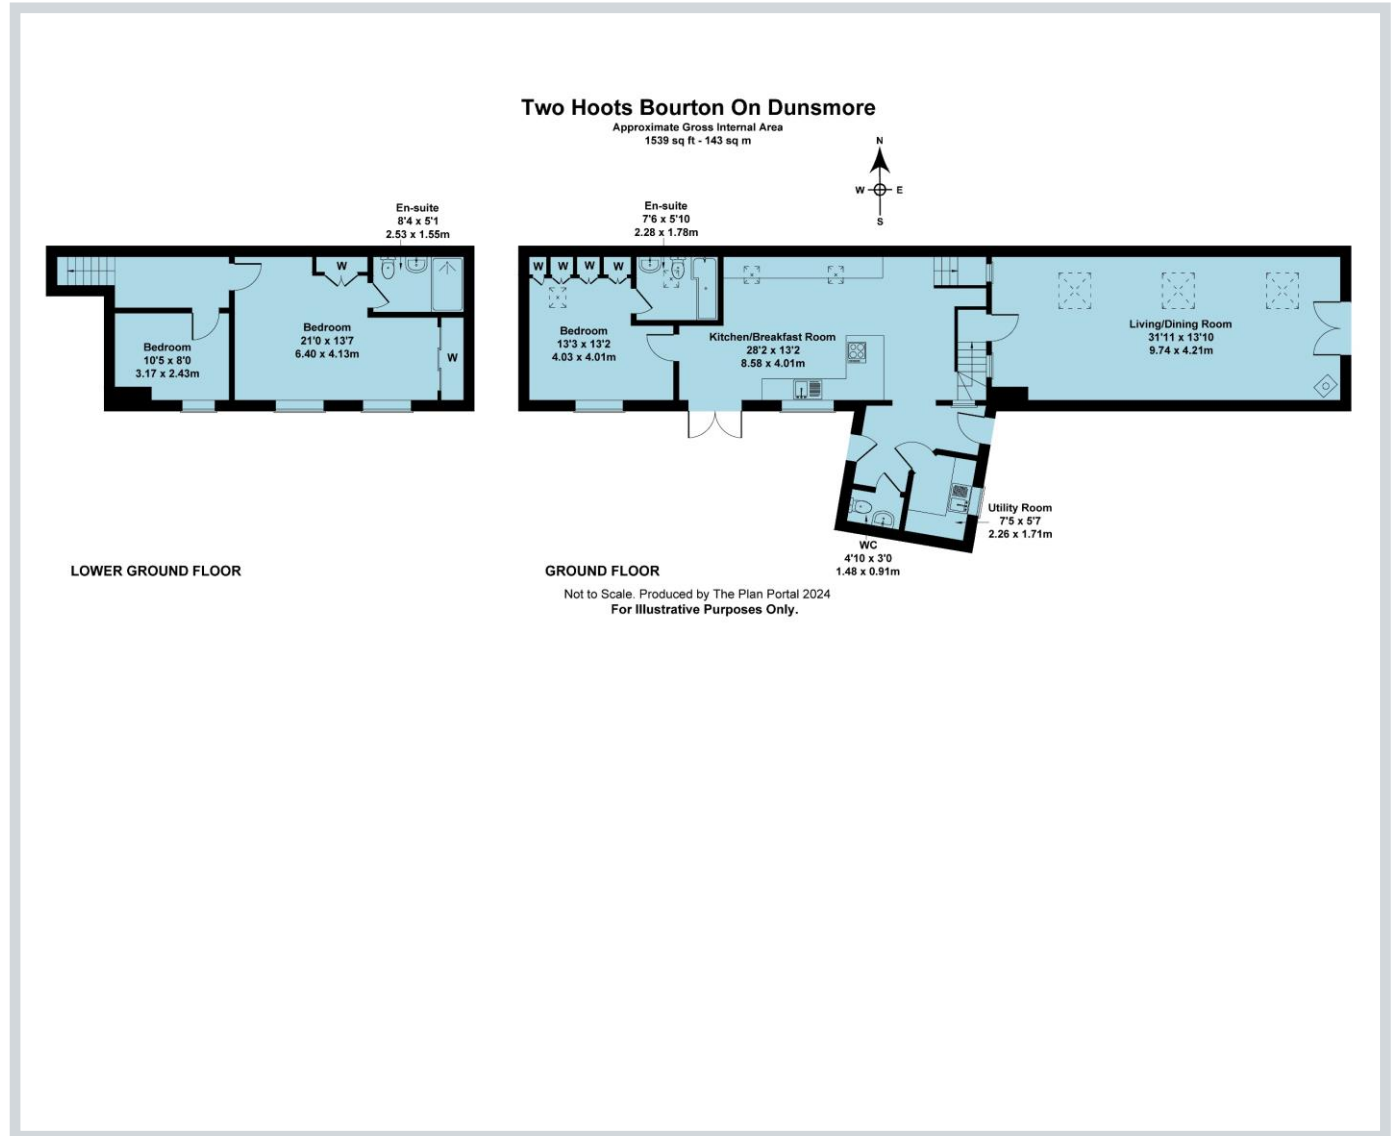 Two Hoots Bourton On Dunsmore
Approximate Gross Internal Area
1539 sq ft - 143 sq m
N
W E
S
En-suite
8'4 x 5'1
2.53 x 1.55m
W
Bedroom
21'0 x 13'7
6.40 x 4.13m
W
Bedroom
10'5 x 8'0
3.17 x 2.43m
LOWER GROUND FLOOR
En-suite
7'6 x 5'10
2.28 x 1.78m
W W W W
Bedroom
13'3 x 13'2
4.03 x 4.01m
Kitchen/Breakfast Room
28'2 x 13'2
8.58 x 4.01m
Living/Dining Room
31'11 x 13'10
9.74 x 4.21m
Utility Room
7'5 x 5'7
2.26 x 1.71m
WC
4'10 x 3'0
1.48 x 0.91m
GROUND FLOOR
Not to Scale. Produced by The Plan Portal 2024
For Illustrative Purposes Only.